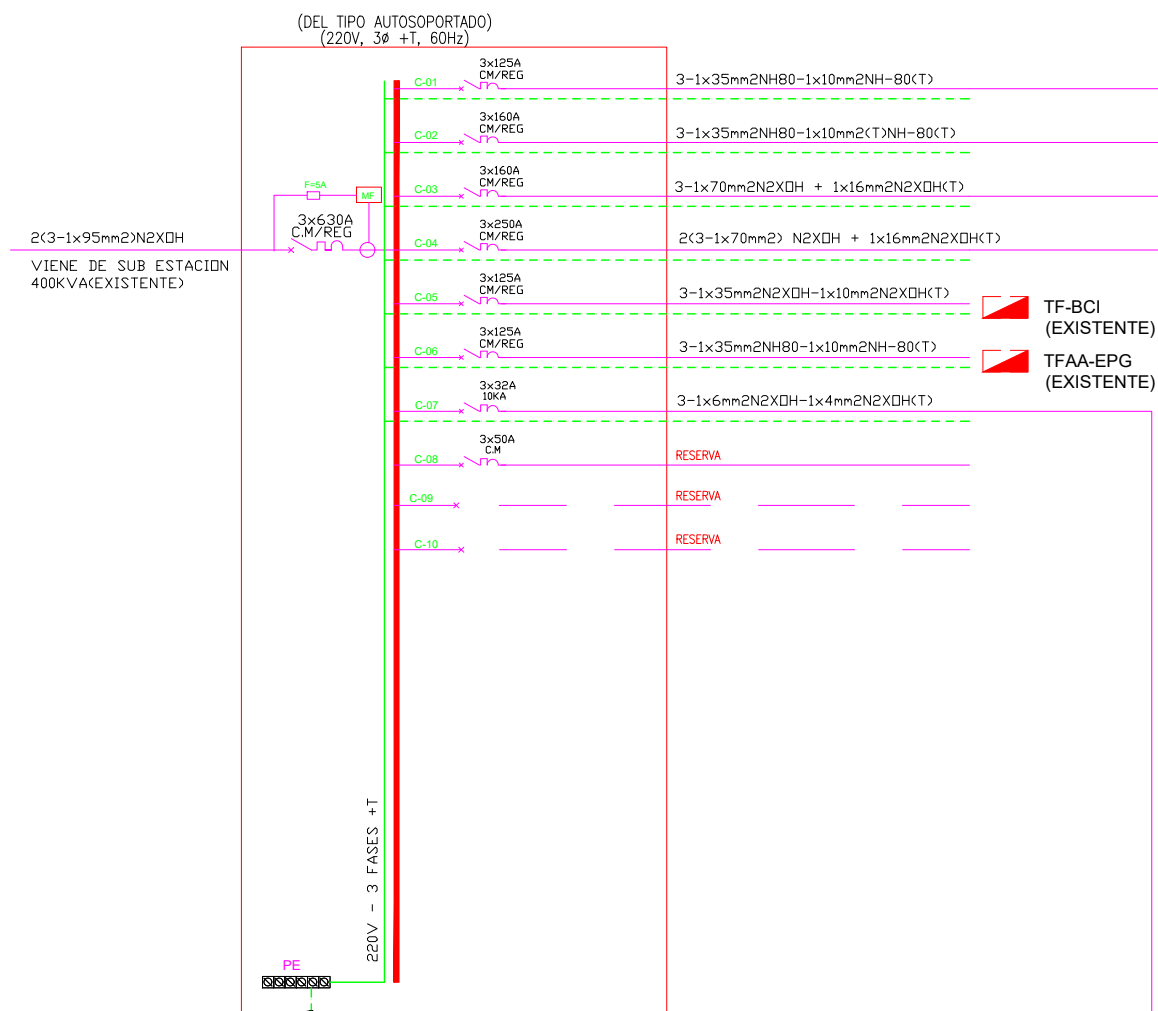 (DEL TIPO AUTOSOPORTADO)
(220V, 3Ø +T, 60Hz)
3x125A
CM/REG
C-01
3-1x35mm2NH80-1x10mm2NH-80(T)
3x160A
CM/REG
C-02
3-1x35mm2NH80-1x10mm2(T)NH-80(T)
3x160A
CM/REG
C-03
3-1x70mm2N2XOH + 1x16mm2N2XOH(T)
F=5A
MF
3x630A
C.M/REG
2(3-1x95mm2)N2XOH
VIENE DE SUB ESTACION
400KVA(EXISTENTE)
3x250A
CM/REG
C-04
2(3-1x70mm2) N2XOH + 1x16mm2N2XOH(T)
3x125A
CM/REG
C-05
3-1x35mm2N2XOH-1x10mm2N2XOH(T)
TF-BCI
(EXISTENTE)
3x125A
CM/REG
C-06
3-1x35mm2NH80-1x10mm2NH-80(T)
TFAA-EPG
(EXISTENTE)
3x32A
10KA
C-07
3-1x6mm2N2XOH-1x4mm2N2XOH(T)
3x50A
C.M
C-08
RESERVA
C-09
RESERVA
C-10
RESERVA
220V - 3 FASES +T
PE